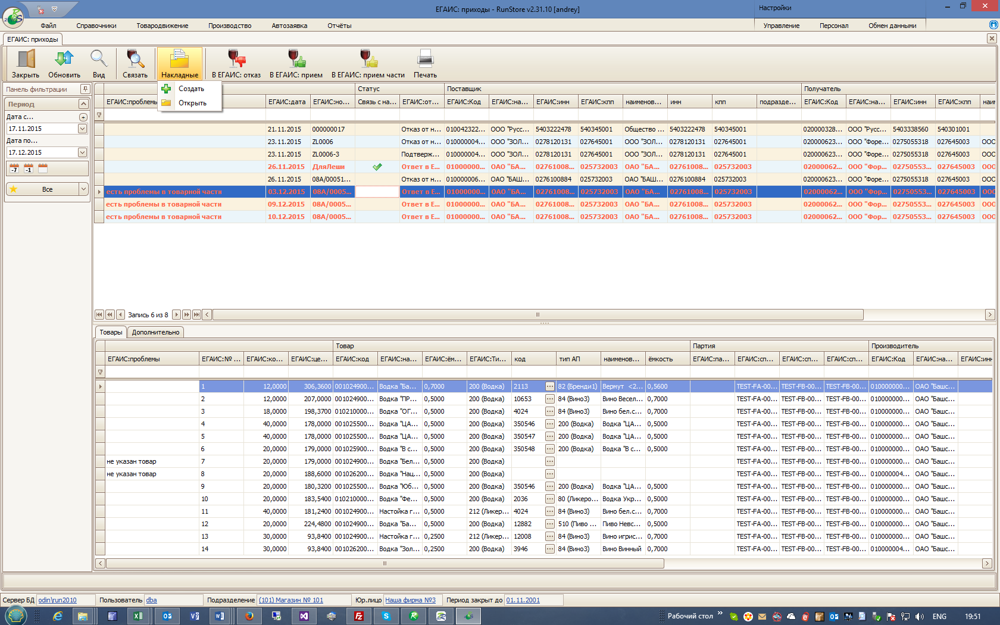 ЕГАИС: приходы - RunStore v2.31.10 [andrey]
Настройки
Файл Справочники Товародвижение Производство Автозаявка Отчёты Управление Персонал Обмен данными
ЕГАИС: приходы
Закрыть Обновить Вид Связать Накладные В ЕГАИС: отказ В ЕГАИС: прием В ЕГАИС: прием части Печать
Создать
Открыть
Панель фильтрации
Период
Дата с...
17.11.2015
Дата по...
17.12.2015
-7 -1
Все
Статус Поставщик Получатель
ЕГАИС:проблемы ЕГАИС:дата ЕГАИС:но... Связь с на... ЕГАИС:от... ЕГАИС:Код ЕГАИС:на... ЕГАИС:инн ЕГАИС:кпп наименов... инн кпп подразде... ЕГАИС:Код ЕГАИС:на... ЕГАИС:инн ЕГАИС:кпп
21.11.2015 000000017 Отказ от н... 010042322... ООО "Русс... 5403222478 540345001 Общество ... 5403222478 540345001 020000328... ООО "Русс... 5403338560 540301001
23.11.2015 ZL0006 Отказ от н... 010000004... ООО "ЗОЛ... 0278120131 027645001 ООО "ЗОЛ... 0278120131 027645001 020000623... ООО "Форе... 0275055318 027645003 ООО
23.11.2015 ZL0006-3 Подтверж... 010000004... ООО "ЗОЛ... 0278120131 027645001 ООО "ЗОЛ... 0278120131 027645001 020000623... ООО "Форе... 0275055318 027645003 ООО
26.11.2015 ДляЛеши Ответ в Е... 01000000... ОАО "БА... 02761008... 025732003 ОАО "БА... 02761008... 025732003 02000062... ООО "Фор... 02750553... 027645003 ООО
26.11.2015 08А/00051... Отказ от н... 010000006... ОАО "БАШ... 0276100884 025732003 ОАО "БАШ... 0276100884 025732003 020000623... ООО "Форе... 0275055318 027645003 ООО
есть проблемы в товарной части 03.12.2015 08А/0005... Ответ в Е... 01000000... ОАО "БА... 02761008... 025732003 ОАО "БА... 02761008... 025732003 02000062... ООО "Фор... 02750553... 027645003 ООО
есть проблемы в товарной части 09.12.2015 08А/0005... Ответ в Е... 01000000... ОАО "БА... 02761008... 025732003 ОАО "БА... 02761008... 025732003 02000062... ООО "Фор... 02750553... 027645003 ООО
есть проблемы в товарной части 10.12.2015 08А/0005... Ответ в Е... 01000000... ОАО "БА... 02761008... 025732003 ОАО "БА... 02761008... 025732003 02000062... ООО "Фор... 02750553... 027645003 ООО
Запись 6 из 8
Товары Дополнительно
Товар Партия Производитель
ЕГАИС:проблемы ЕГАИС:№ ... ЕГАИС:ко... ЕГАИС:це... ЕГАИС:код ЕГАИС:на... ЕГАИС:ём... ЕГАИС:Ти... код тип АП наименов... ёмкость ЕГАИС:па... ЕГАИС:сп... ЕГАИС:сп... ЕГАИС:сп... ЕГАИС:Код ЕГАИС:на... ЕГАИС:инн
1 12,0000 306,3600 001024900... Водка "Ба... 0,7000 200 (Водка) 2113 ... 82 (Бренди1) Вермут <2... 0,5600 TEST-FA-00... TEST-FB-00... TEST-FB-00... 010000000... ОАО "Башс...
2 12,0000 207,0000 001024900... Водка "ПР... 0,5000 200 (Водка) 10653 ... 84 (Вино3) Вино Весел... 0,7000 TEST-FA-00... TEST-FB-00... TEST-FB-00... 010000000... ОАО "Башс...
3 18,0000 198,3700 010210000... Водка "ОГ... 0,5000 200 (Водка) 4024 ... 84 (Вино3) Вино бел.с... 0,7000 TEST-FA-00... TEST-FB-00... TEST-FB-00... 010000000... ОАО "Башс...
4 40,0000 178,0000 001025500... Водка "ЦА... 0,5000 200 (Водка) 350546 ... 200 (Водка) Водка "ЦА... 0,5000 TEST-FA-00... TEST-FB-00... TEST-FB-00... 010000000... ОАО "Башс...
5 40,0000 178,0000 001025500... Водка "ЦА... 0,5000 200 (Водка) 350547 ... 200 (Водка) Водка "ЦА... 0,5000 TEST-FA-00... TEST-FB-00... TEST-FB-00... 010000000... ОАО "Башс...
6 20,0000 179,0000 001025900... Водка "В с... 0,5000 200 (Водка) 350548 ... 200 (Водка) Водка "В с... 0,5000 TEST-FA-00... TEST-FB-00... TEST-FB-00... 010000000... ОАО "Башс...
не указан товар 7 20,0000 179,0000 001024900... Водка "Бел... 0,5000 200 (Водка) ... TEST-FA-00... TEST-FB-00... TEST-FB-00... 010000000... ОАО "Башс...
не указан товар 8 20,0000 188,6000 001026200... Водка "Нац... 0,5000 200 (Водка) ... TEST-FA-00... TEST-FB-00... TEST-FB-00... 010000004... ОАО "Башс...
9 20,0000 180,3200 001025500... Водка "Юб... 0,5000 200 (Водка) 350546 ... 200 (Водка) Водка "ЦА... 0,5000 TEST-FA-00... TEST-FB-00... TEST-FB-00... 010000000... ОАО "Башс...
10 20,0000 183,5400 010210000... Водка "Фе... 0,5000 200 (Водка) 2036 ... 80 (Ликеро... Водка Укр... 0,5000 TEST-FA-00... TEST-FB-00... TEST-FB-00... 010000000... ОАО "Башс...
11 40,0000 181,2400 001024900... Настойка г... 0,5000 212 (Ликер... 4024 ... 84 (Вино3) Вино бел.с... 0,7000 TEST-FA-00... TEST-FB-00... TEST-FB-00... 010000000... ОАО "Башс...
12 20,0000 224,4800 001024900... Водка "Ба... 0,5000 200 (Водка) 12882 ... 510 (Пиво ... Пиво Невс... 0,5000 TEST-FA-00... TEST-FB-00... TEST-FB-00... 010000000... ОАО "Башс...
13 30,0000 93,8400 001024900... Настойка г... 0,2500 212 (Ликер... 12008 ... 84 (Вино3) Вино игрис... 0,7000 TEST-FA-00... TEST-FB-00... TEST-FB-00... 010000000... ОАО "Башс...
14 30,0000 93,8400 001026200... Водка "Зол... 0,2500 200 (Водка) 3946 ... 84 (Вино3) Вино Винный 0,7000 TEST-FA-00... TEST-FB-00... TEST-FB-00... 010000004... ОАО "Башс...
Сервер БД odin\run2010 Пользователь dba Подразделение (101) Магазин № 101 Юр.лицо Наша фирма №3 Период закрыт до 01.11.2001
Рабочий стол ENG 19:51